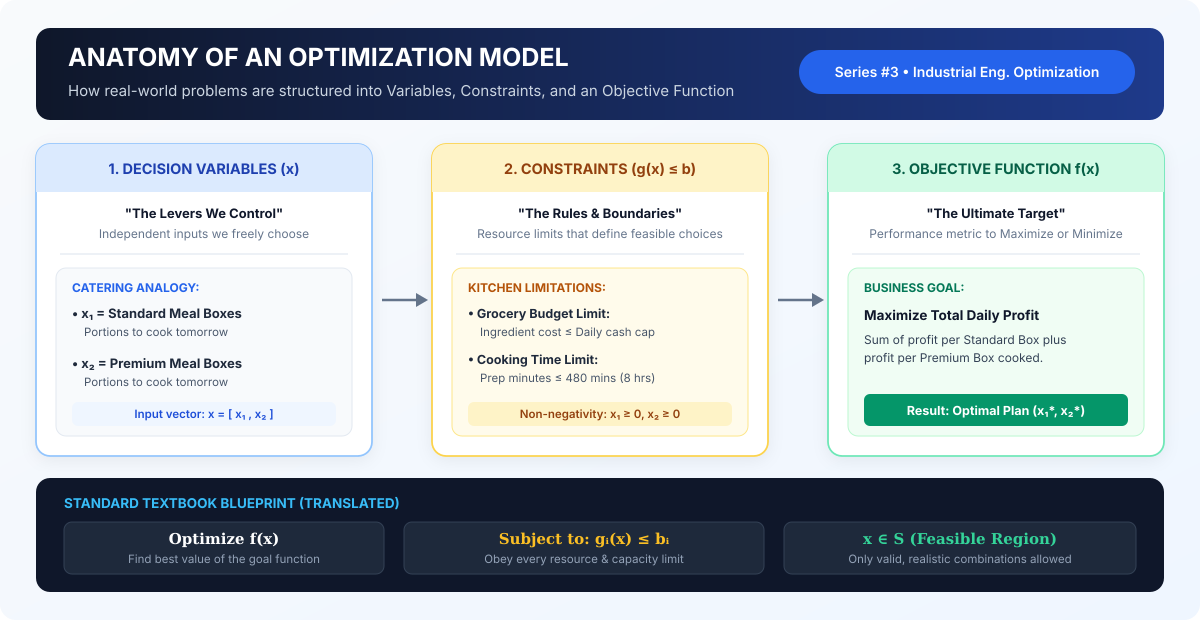 ANATOMY OF AN OPTIMIZATION MODEL
How real-world problems are structured into Variables, Constraints, and an Objective Function
Series #3 • Industrial Eng. Optimization
1. DECISION VARIABLES (x)
"The Levers We Control"
Independent inputs we freely choose
CATERING ANALOGY:
• x₁ = Standard Meal Boxes
Portions to cook tomorrow
• x₂ = Premium Meal Boxes
Portions to cook tomorrow
Input vector: x = [ x₁ , x₂ ]
2. CONSTRAINTS (g(x) ≤ b)
"The Rules & Boundaries"
Resource limits that define feasible choices
KITCHEN LIMITATIONS:
• Grocery Budget Limit:
Ingredient cost ≤ Daily cash cap
• Cooking Time Limit:
Prep minutes ≤ 480 mins (8 hrs)
Non-negativity: x₁ ≥ 0, x₂ ≥ 0
3. OBJECTIVE FUNCTION f(x)
"The Ultimate Target"
Performance metric to Maximize or Minimize
BUSINESS GOAL:
Maximize Total Daily Profit
Sum of profit per Standard Box plus
profit per Premium Box cooked.
Result: Optimal Plan (x₁*, x₂*)
STANDARD TEXTBOOK BLUEPRINT (TRANSLATED)
Optimize f(x)
Find best value of the goal function
Subject to: gᵢ(x) ≤ bᵢ
Obey every resource & capacity limit
x ∈ S (Feasible Region)
Only valid, realistic combinations allowed